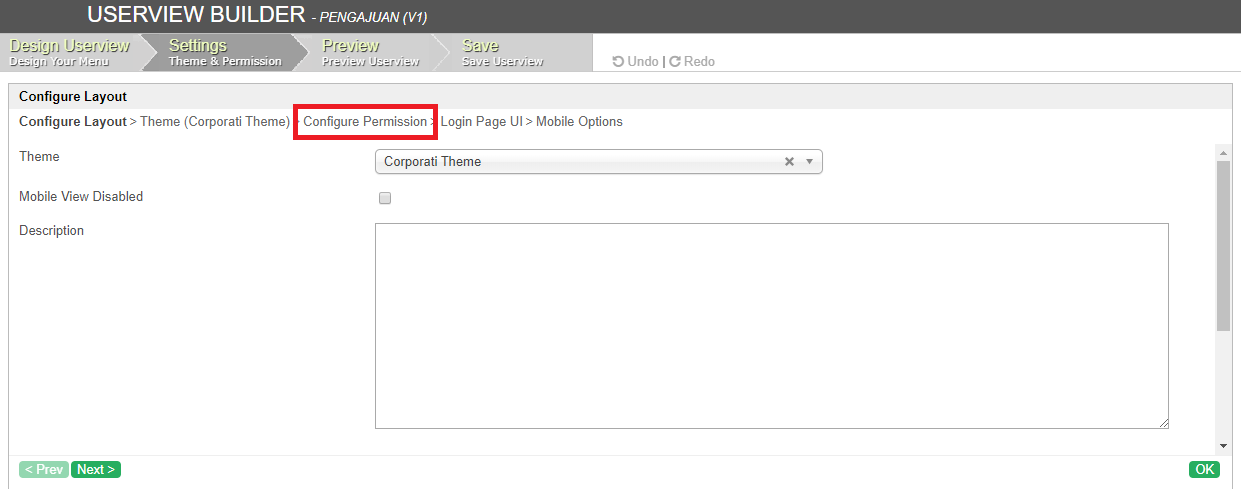 USERVIEW BUILDER - PENGAJUAN (V1)
Design Userview
Design Your Menu
Settings
Theme & Permission
Preview
Preview Userview
Save
Save Userview
Undo | Redo
Configure Layout
Configure Layout > Theme (Corporati Theme) > Configure Permission > Login Page UI > Mobile Options
Theme
Corporati Theme
Mobile View Disabled
Description
< Prev
Next >
OK